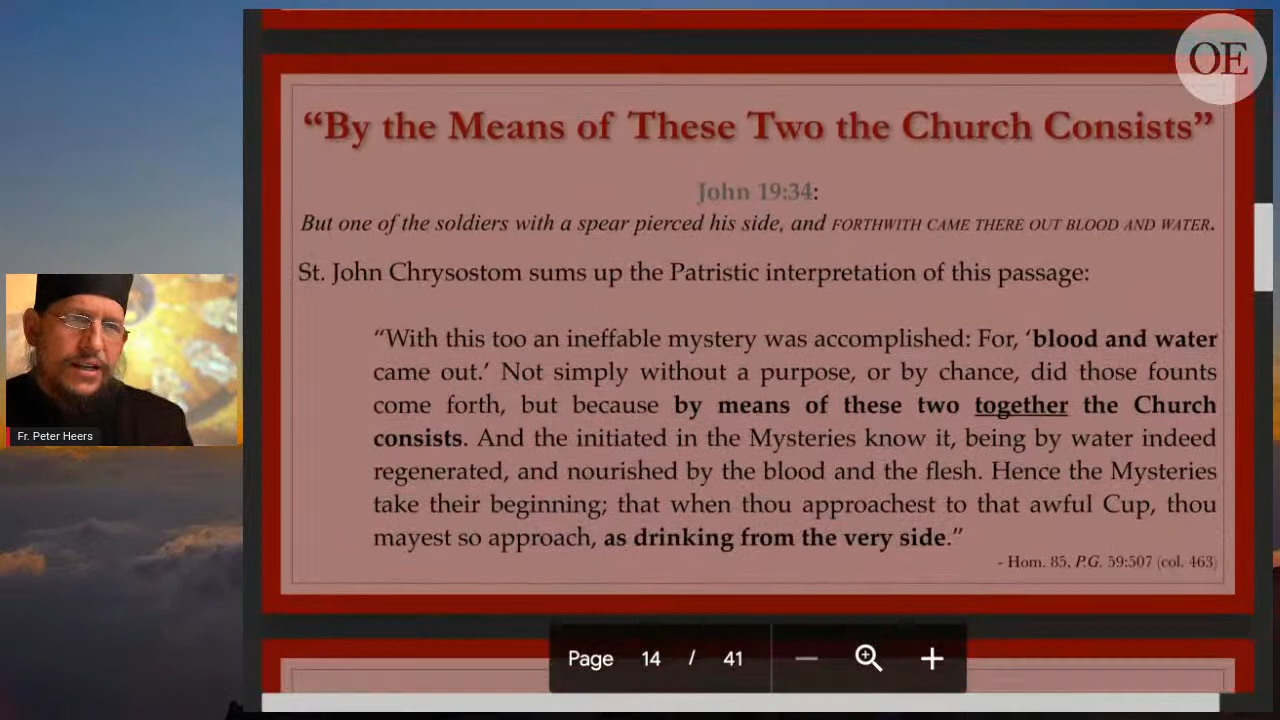 OE
“By the Means of These Two the Church Consists”
John 19:34:
But one of the soldiers with a spear pierced his side, and FORTHWITH CAME THERE OUT BLOOD AND WATER.
St. John Chrysostom sums up the Patristic interpretation of this passage:
“With this too an ineffable mystery was accomplished: For, ‘blood and water
came out.’ Not simply without a purpose, or by chance, did those founts
come forth, but because by means of these two together the Church
consists. And the initiated in the Mysteries know it, being by water indeed
regenerated, and nourished by the blood and the flesh. Hence the Mysteries
take their beginning; that when thou approachest to that awful Cup, thou
mayest so approach, as drinking from the very side.”
- Hom. 85, P.G. 59:507 (col. 463)
Fr. Peter Heers
Page 14 / 41